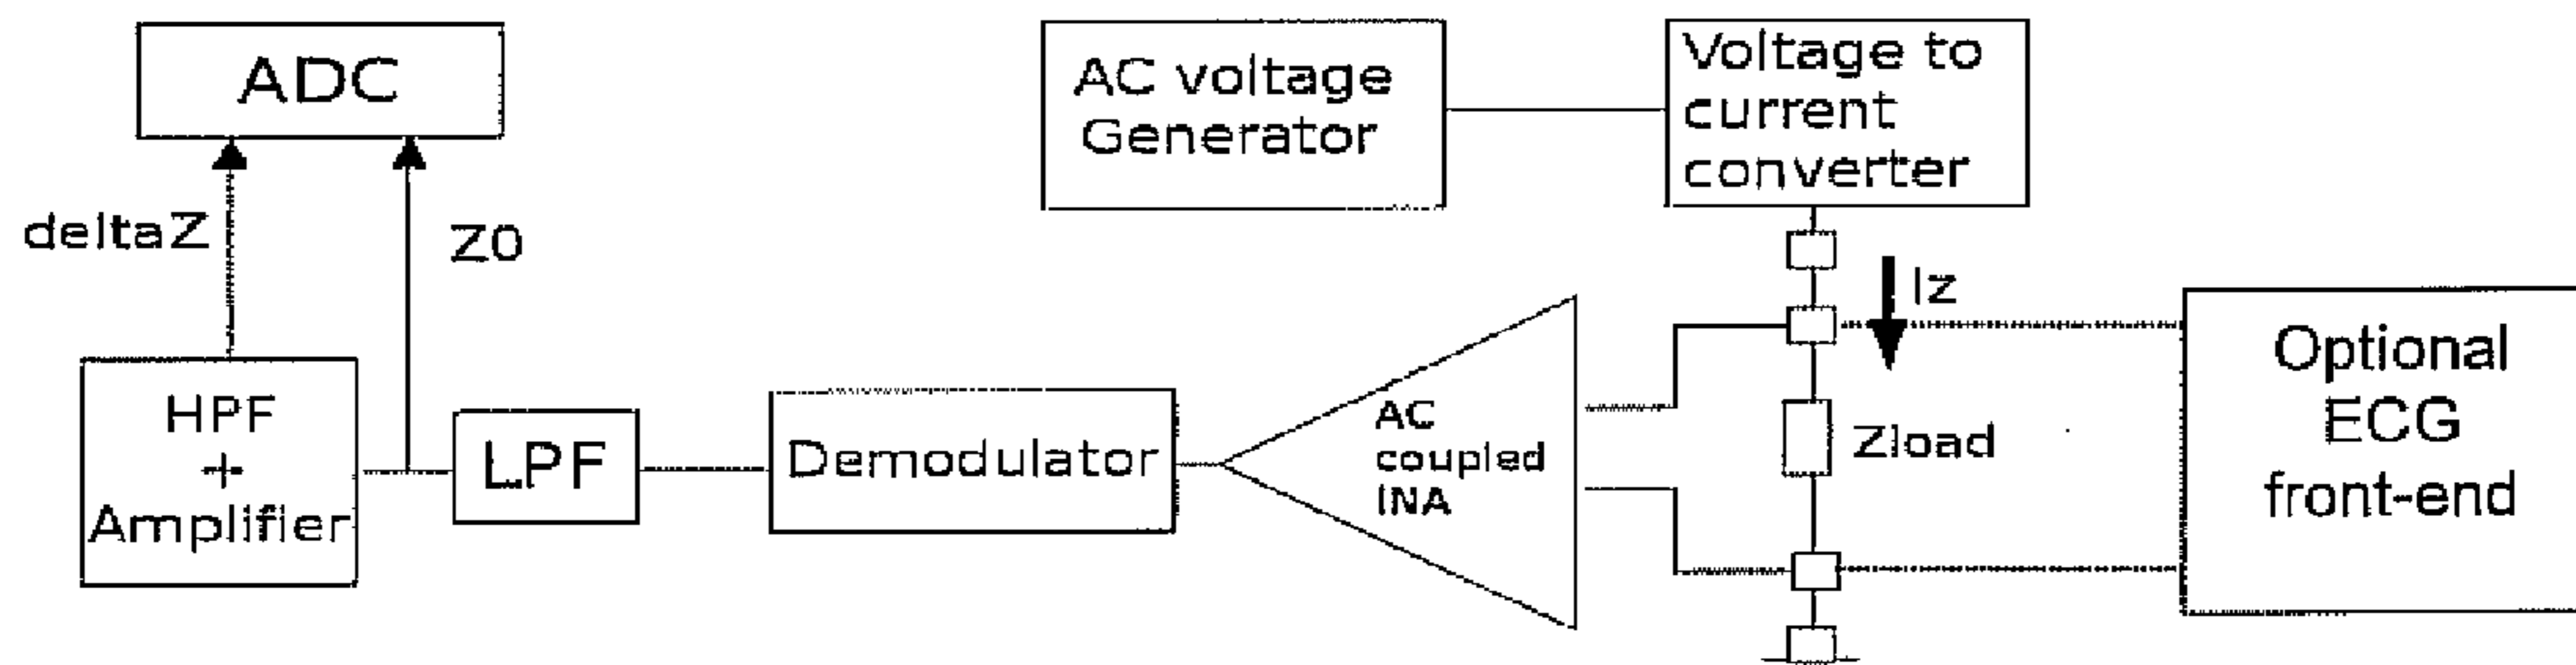 ADC
AC voltage
Generator
Voltage to
current
converter
deltaZ
Z0
Iz
HPF
+
Amplifier
LPF
Demodulator
AC
coupled
INA
Zload
Optional
ECG
front-end